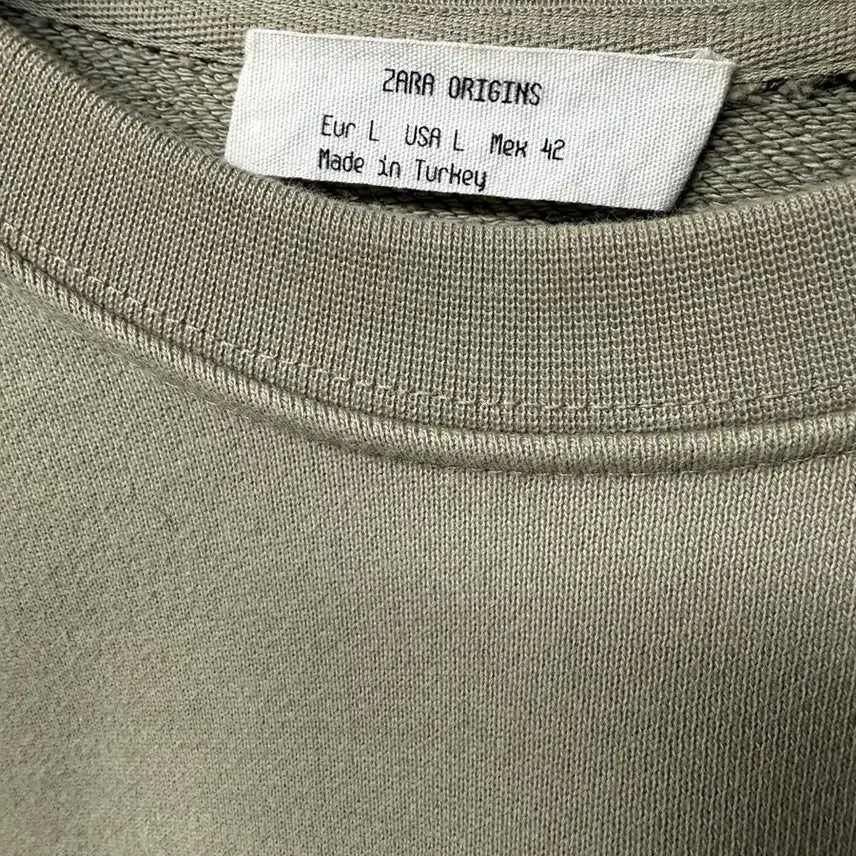 ZARA ORIGINS
Eur L USA L Mex 42
Made in Turkey